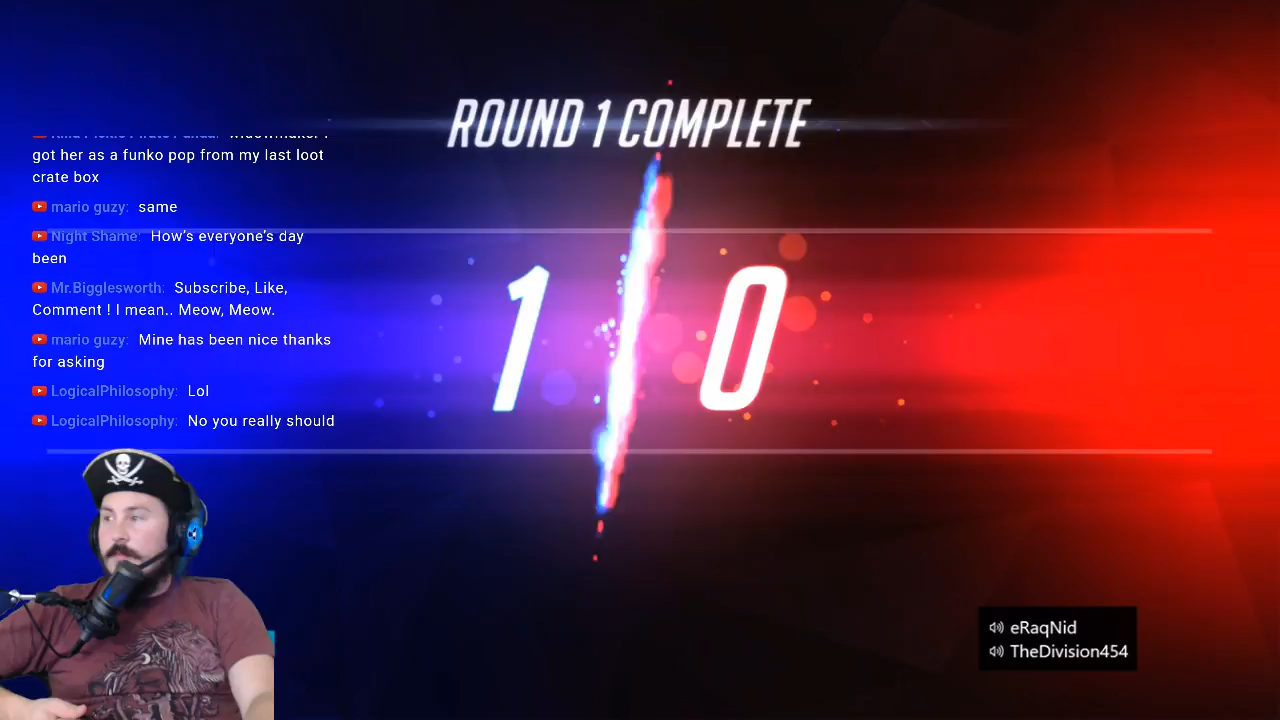 ROUND 1 COMPLETE
got her as a funko pop from my last loot
crate box
mario guzy: same
Night Shame: How's everyone's day
been
Mr.Bigglesworth: Subscribe, Like,
Comment ! I mean.. Meow, Meow.
mario guzy: Mine has been nice thanks
for asking
LogicalPhilosophy: Lol
LogicalPhilosophy: No you really should
1 0
eRaqNid
TheDivision454